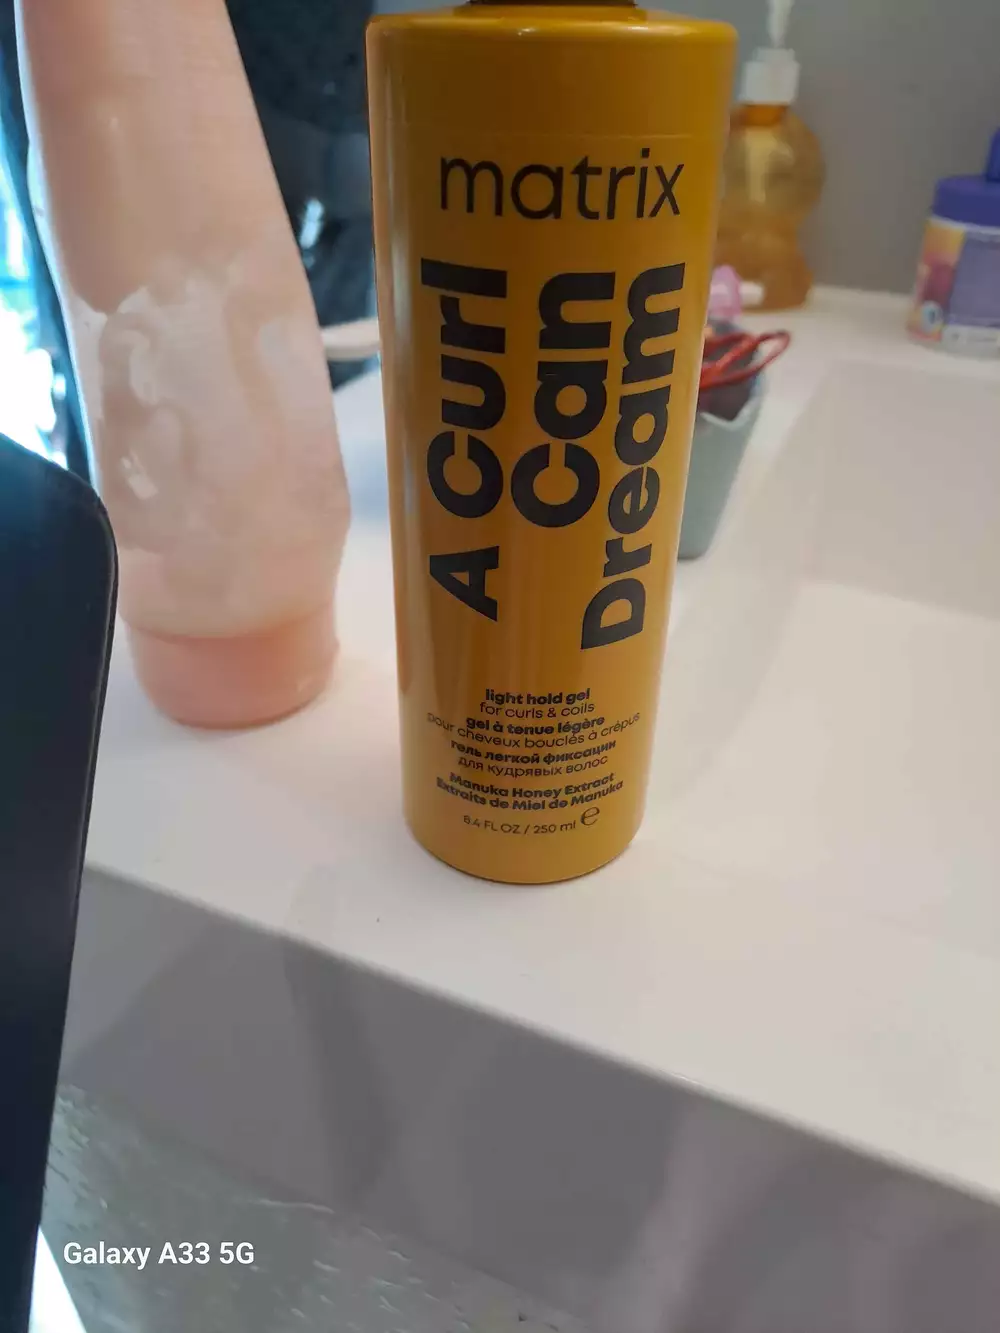 matrix
A Curl
Can
Dream
light hold gel
for curls & coils
gel à tenue légère
pour cheveux bouclés à crépus
гель легкой фиксации
для кудрявых волос
Manuka Honey Extract
Extraits de Miel de Manuka
8.4 FL OZ / 250 ml ℮
Galaxy A33 5G